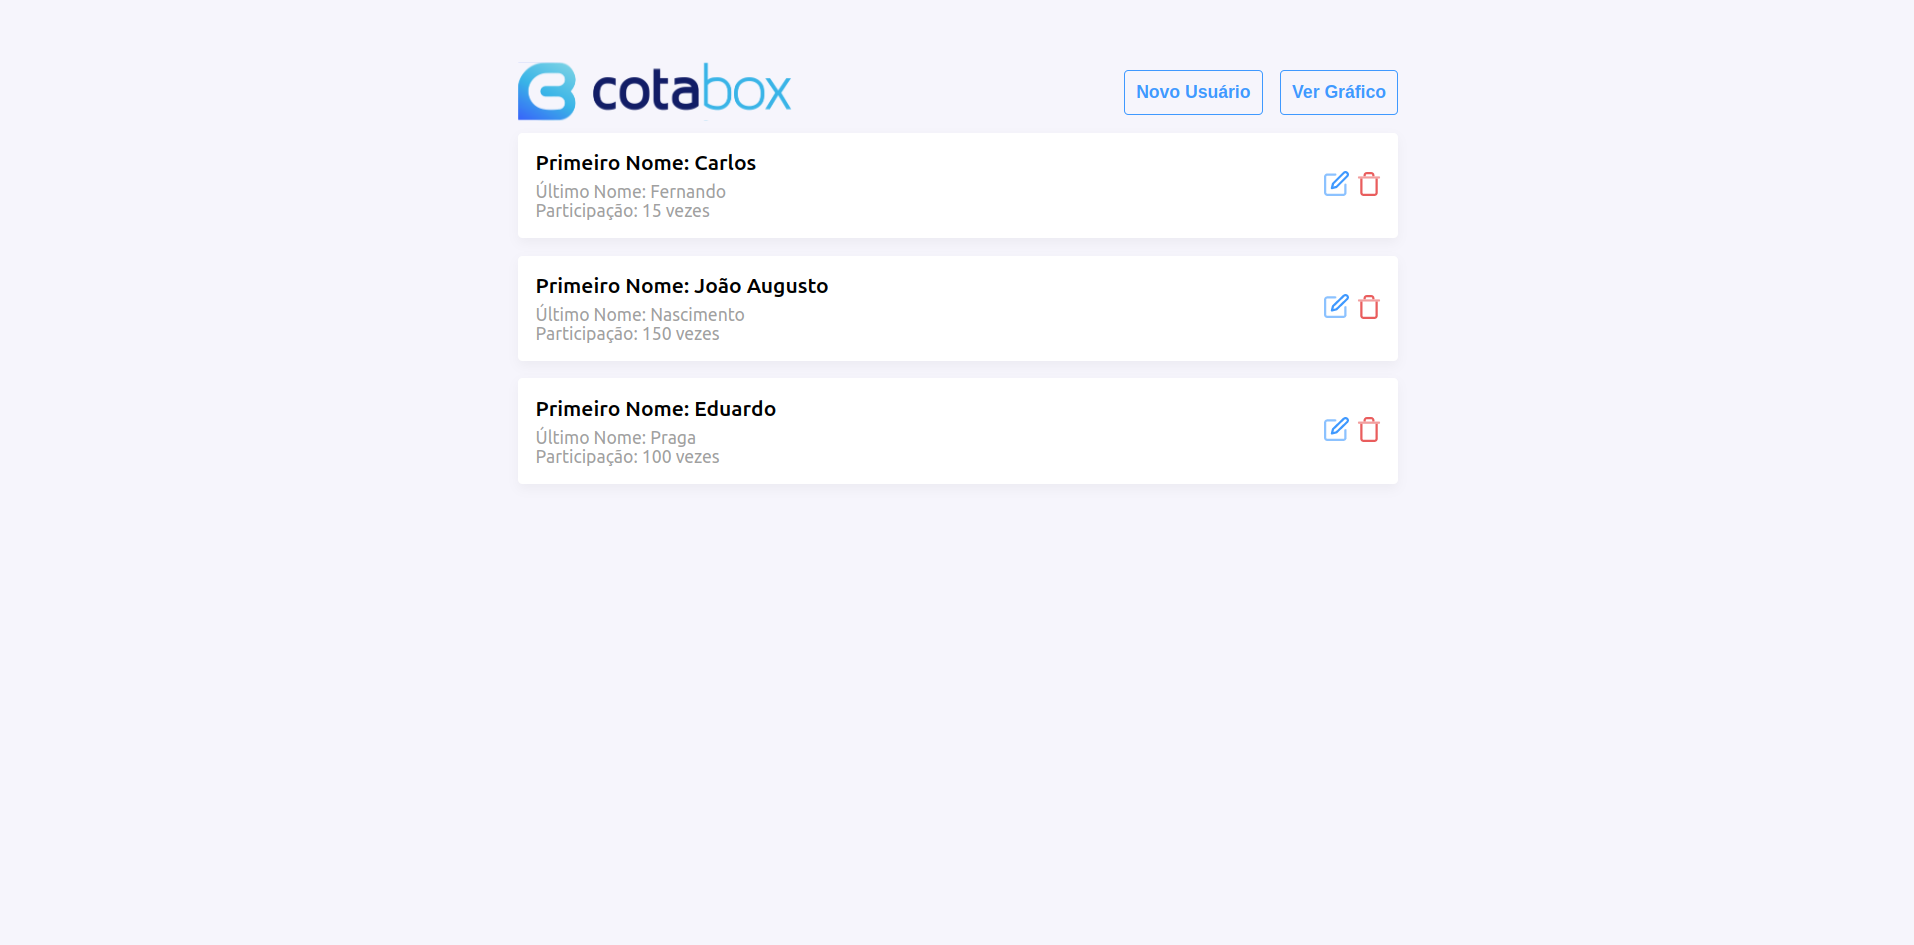 cotabox
Novo Usuário
Ver Gráfico
Primeiro Nome: Carlos
Último Nome: Fernando
Participação: 15 vezes
Primeiro Nome: João Augusto
Último Nome: Nascimento
Participação: 150 vezes
Primeiro Nome: Eduardo
Último Nome: Praga
Participação: 100 vezes